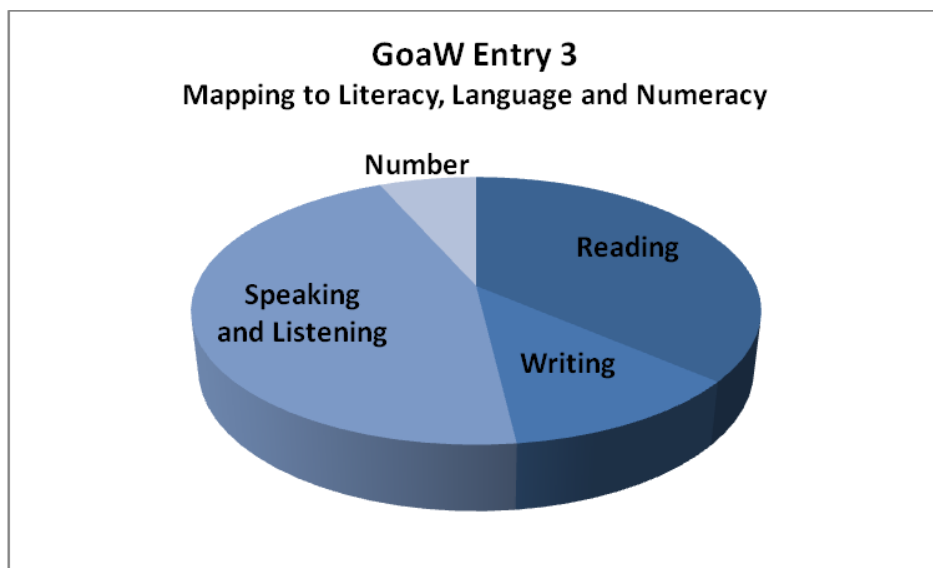 GoaW Entry 3
Mapping to Literacy, Language and Numeracy
Number
Reading
Speaking
and Listening
Writing